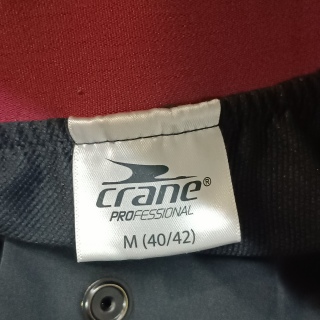 crane®
PROFESSIONAL
M (40/42)